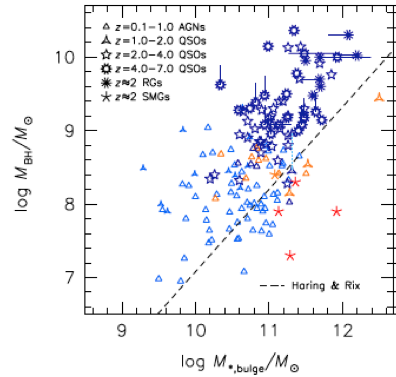 z=0.1−1.0 AGNs
z=1.0−2.0 QSOs
z=2.0−4.0 QSOs
z=4.0−7.0 QSOs
z≈2 RGs
z≈2 SMGs
10
9
8
7
log M_BH/M_⊙
Haring & Rix
9 10 11 12
log M_*,bulge/M_⊙